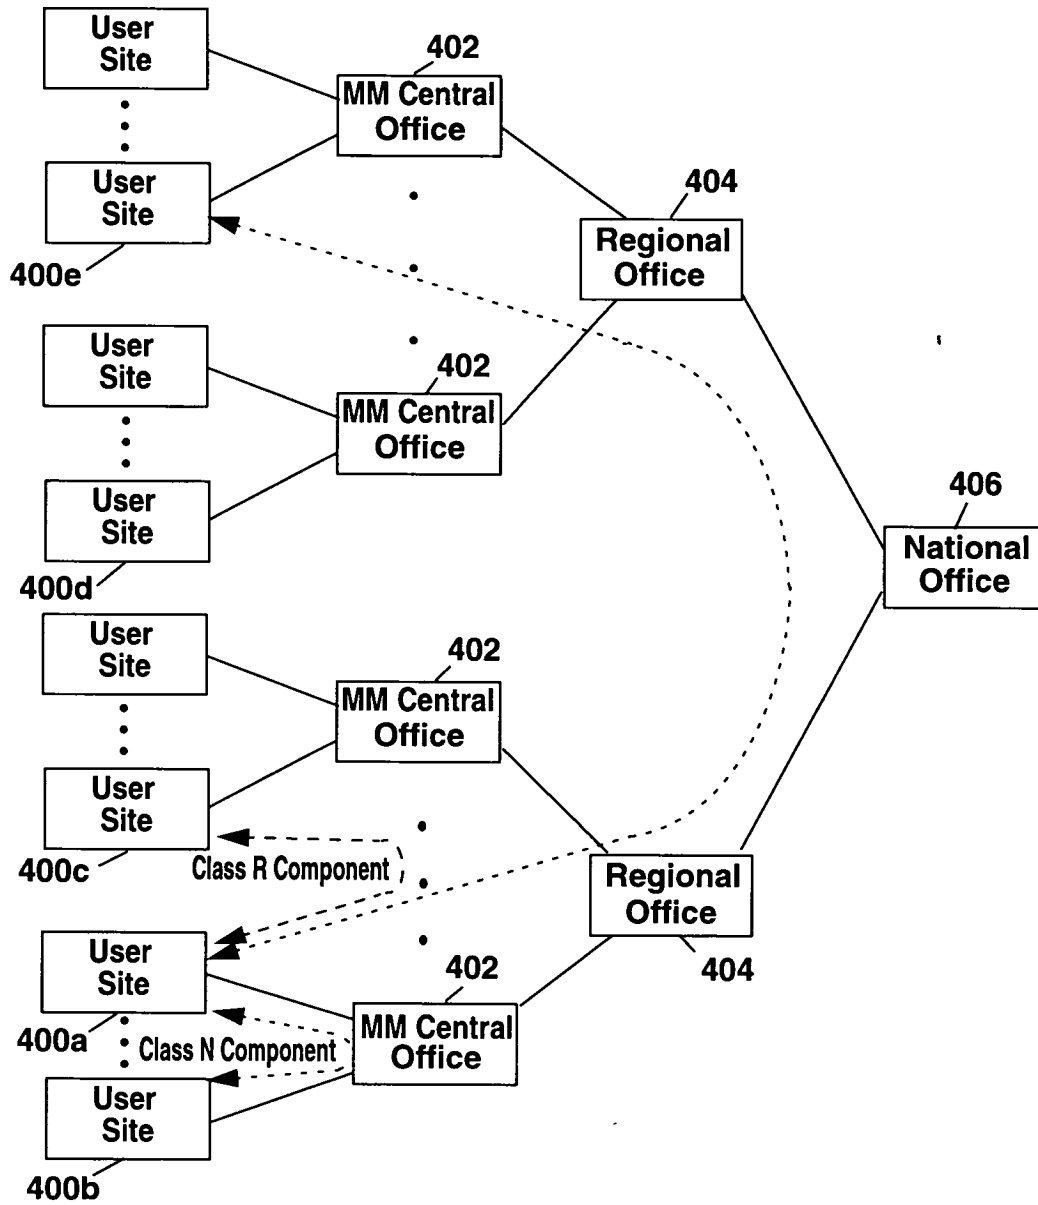 User
Site
402
MM Central
Office
User
Site
400e
404
Regional
Office
User
Site
402
MM Central
Office
User
Site
400d
406
National
Office
User
Site
402
MM Central
Office
User
Site
400c
Class R Component
Regional
Office
404
User
Site
400a
402
MM Central
Office
Class N Component
User
Site
400b